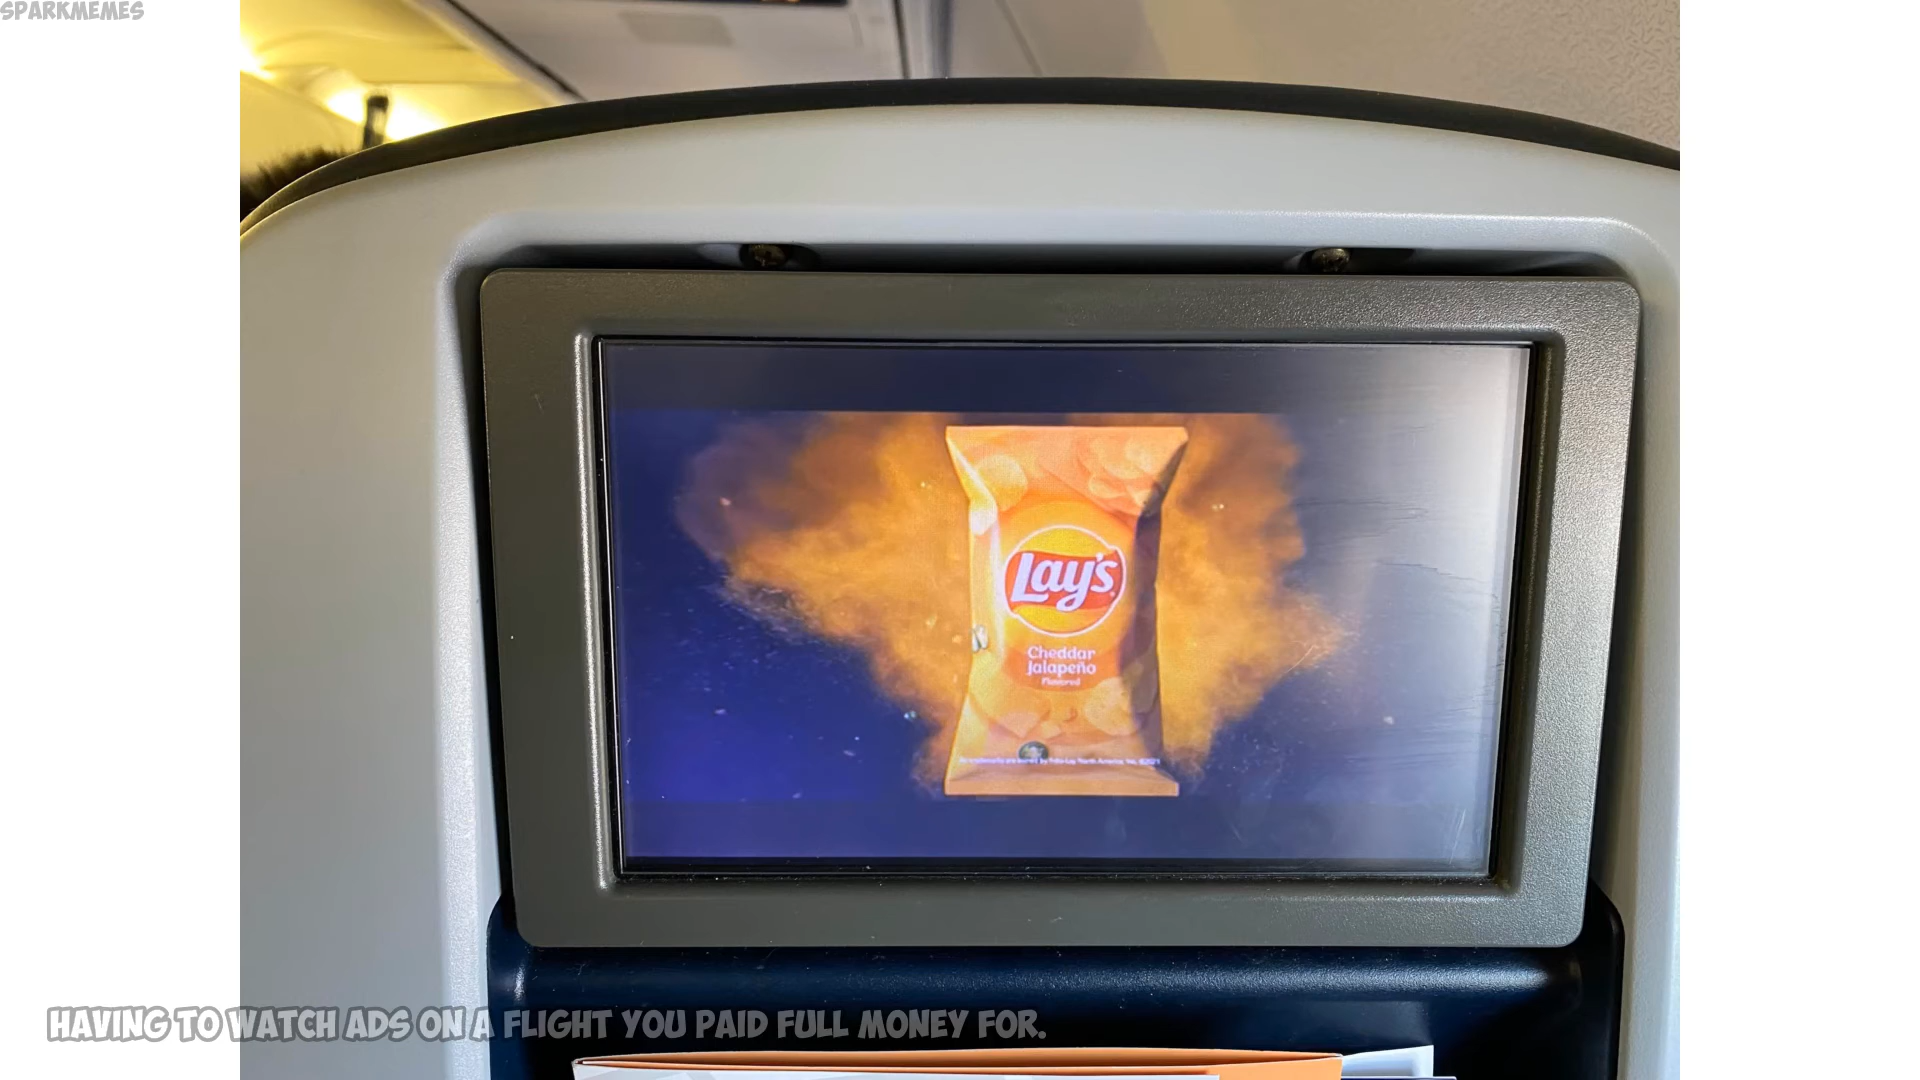 SPARKMEMES
Lay's
Cheddar
Jalapeño
Flavored
HAVING TO WATCH ADS ON A FLIGHT YOU PAID FULL MONEY FOR.